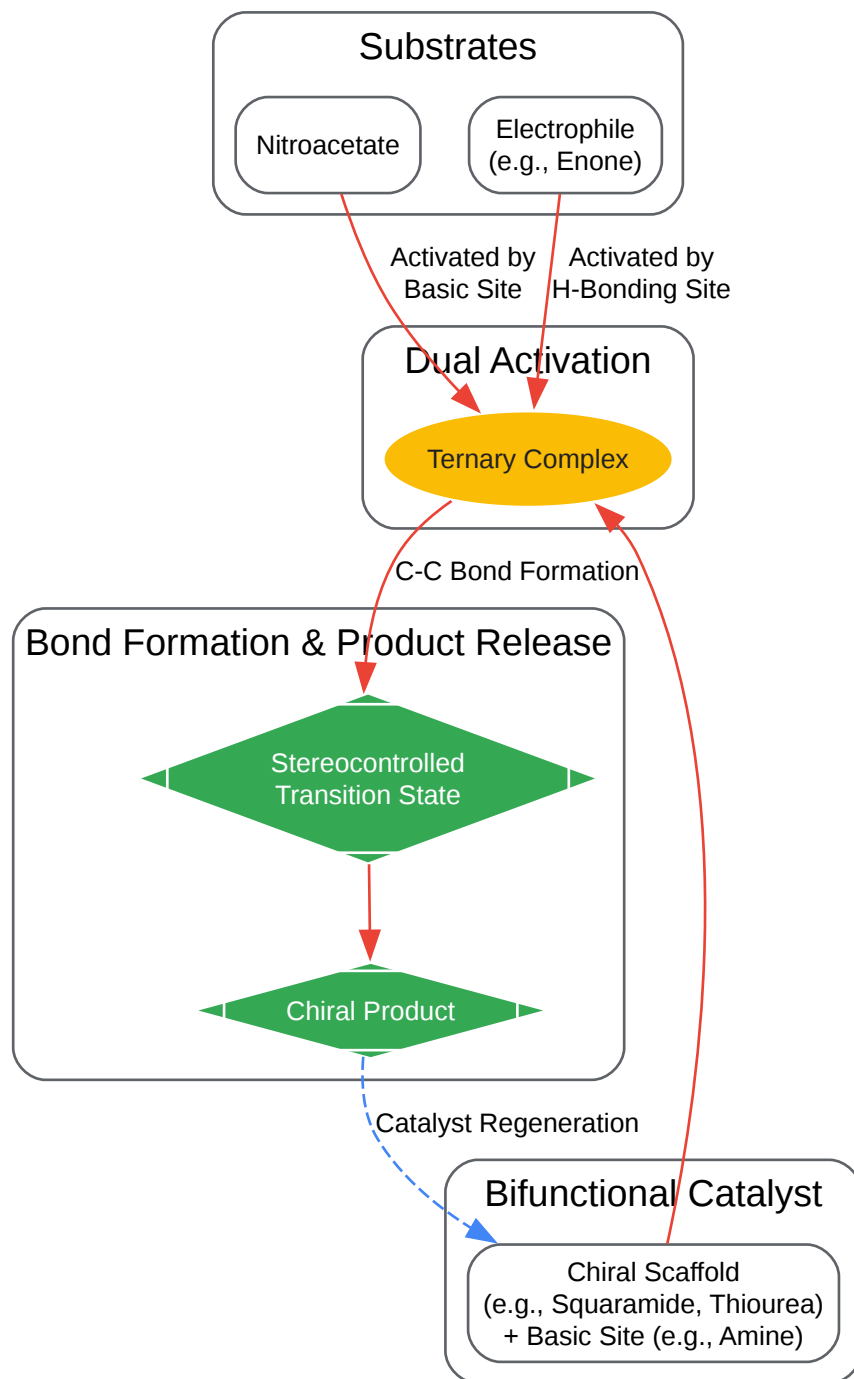 Substrates
Nitroacetate
Electrophile
(e.g., Enone)
Activated by
Basic Site
Activated by
H-Bonding Site
Dual Activation
Ternary Complex
C-C Bond Formation
Bond Formation & Product Release
Stereocontrolled
Transition State
Chiral Product
Catalyst Regeneration
Bifunctional Catalyst
Chiral Scaffold
(e.g., Squaramide, Thiourea)
+ Basic Site (e.g., Amine)